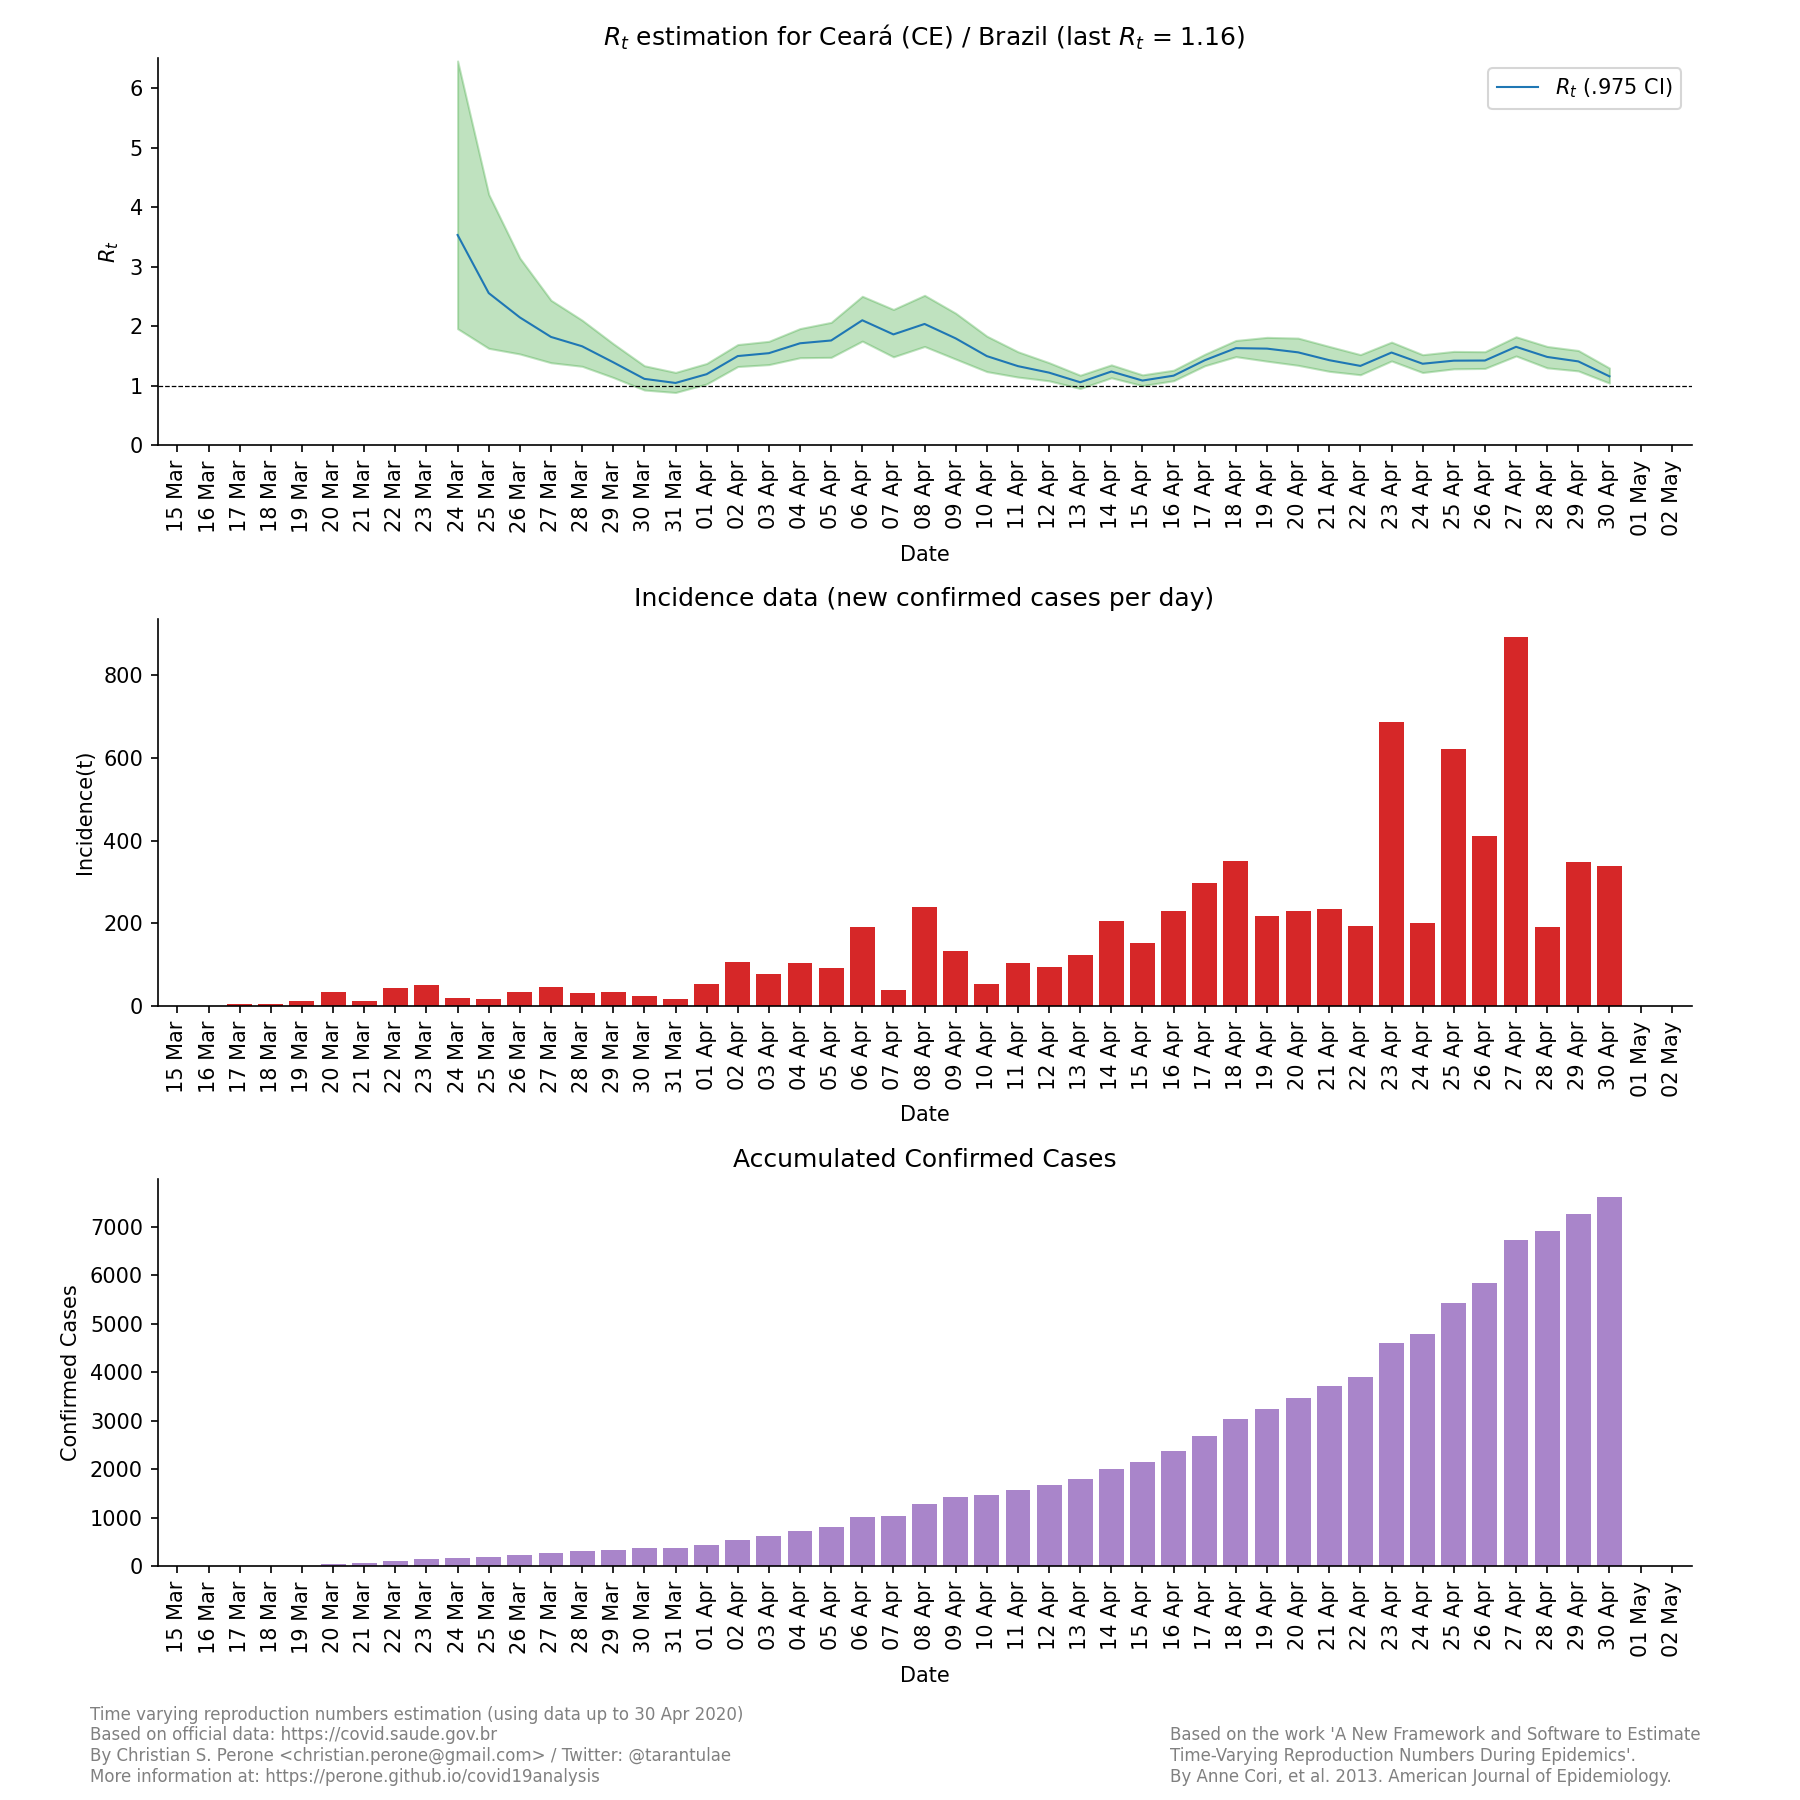 Rt estimation for Ceará (CE) / Brazil (last Rt = 1.16)
Rt (.975 CI)
6
5
4
3
2
1
0
Rt
15 Mar
16 Mar
17 Mar
18 Mar
19 Mar
20 Mar
21 Mar
22 Mar
23 Mar
24 Mar
25 Mar
26 Mar
27 Mar
28 Mar
29 Mar
30 Mar
31 Mar
01 Apr
02 Apr
03 Apr
04 Apr
05 Apr
06 Apr
07 Apr
08 Apr
09 Apr
10 Apr
11 Apr
12 Apr
13 Apr
14 Apr
15 Apr
16 Apr
17 Apr
18 Apr
19 Apr
20 Apr
21 Apr
22 Apr
23 Apr
24 Apr
25 Apr
26 Apr
27 Apr
28 Apr
29 Apr
30 Apr
01 May
02 May
Date
Incidence data (new confirmed cases per day)
800
600
400
200
0
Incidence(t)
15 Mar
16 Mar
17 Mar
18 Mar
19 Mar
20 Mar
21 Mar
22 Mar
23 Mar
24 Mar
25 Mar
26 Mar
27 Mar
28 Mar
29 Mar
30 Mar
31 Mar
01 Apr
02 Apr
03 Apr
04 Apr
05 Apr
06 Apr
07 Apr
08 Apr
09 Apr
10 Apr
11 Apr
12 Apr
13 Apr
14 Apr
15 Apr
16 Apr
17 Apr
18 Apr
19 Apr
20 Apr
21 Apr
22 Apr
23 Apr
24 Apr
25 Apr
26 Apr
27 Apr
28 Apr
29 Apr
30 Apr
01 May
02 May
Date
Accumulated Confirmed Cases
7000
6000
5000
4000
3000
2000
1000
0
Confirmed Cases
15 Mar
16 Mar
17 Mar
18 Mar
19 Mar
20 Mar
21 Mar
22 Mar
23 Mar
24 Mar
25 Mar
26 Mar
27 Mar
28 Mar
29 Mar
30 Mar
31 Mar
01 Apr
02 Apr
03 Apr
04 Apr
05 Apr
06 Apr
07 Apr
08 Apr
09 Apr
10 Apr
11 Apr
12 Apr
13 Apr
14 Apr
15 Apr
16 Apr
17 Apr
18 Apr
19 Apr
20 Apr
21 Apr
22 Apr
23 Apr
24 Apr
25 Apr
26 Apr
27 Apr
28 Apr
29 Apr
30 Apr
01 May
02 May
Date
Time varying reproduction numbers estimation (using data up to 30 Apr 2020)
Based on official data: https://covid.saude.gov.br
By Christian S. Perone <christian.perone@gmail.com> / Twitter: @tarantulae
More information at: https://perone.github.io/covid19analysis
Based on the work 'A New Framework and Software to Estimate
Time-Varying Reproduction Numbers During Epidemics'.
By Anne Cori, et al. 2013. American Journal of Epidemiology.